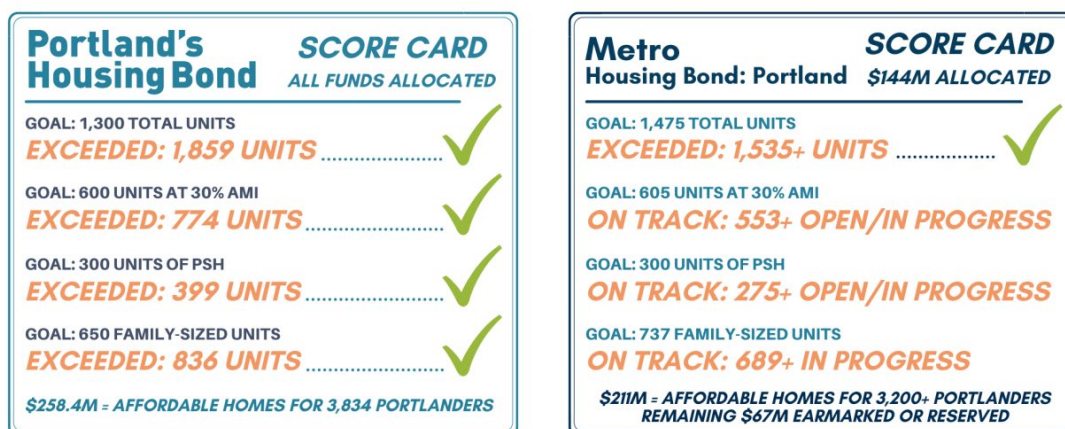 Portland's
Housing Bond
SCORE CARD
ALL FUNDS ALLOCATED
GOAL: 1,300 TOTAL UNITS
EXCEEDED: 1,859 UNITS
GOAL: 600 UNITS AT 30% AMI
EXCEEDED: 774 UNITS
GOAL: 300 UNITS OF PSH
EXCEEDED: 399 UNITS
GOAL: 650 FAMILY-SIZED UNITS
EXCEEDED: 836 UNITS
$258.4M = AFFORDABLE HOMES FOR 3,834 PORTLANDERS
Metro
Housing Bond: Portland
SCORE CARD
$144M ALLOCATED
GOAL: 1,475 TOTAL UNITS
EXCEEDED: 1,535+ UNITS
GOAL: 605 UNITS AT 30% AMI
ON TRACK: 553+ OPEN/IN PROGRESS
GOAL: 300 UNITS OF PSH
ON TRACK: 275+ OPEN/IN PROGRESS
GOAL: 737 FAMILY-SIZED UNITS
ON TRACK: 689+ IN PROGRESS
$211M = AFFORDABLE HOMES FOR 3,200+ PORTLANDERS
REMAINING $67M EARMARKED OR RESERVED